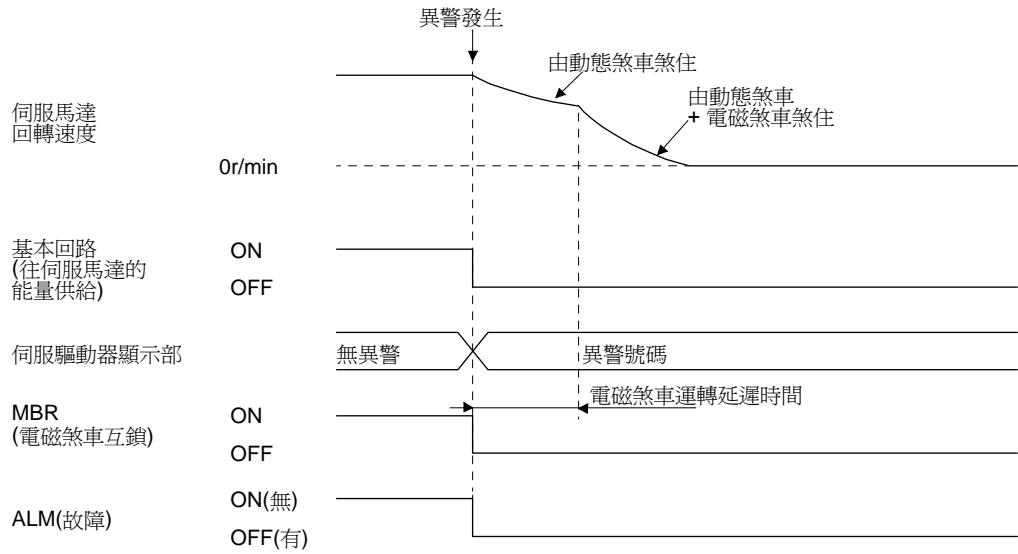 異警發生
由動態煞車煞住
由動態煞車
+ 電磁煞車煞住
伺服馬達
回轉速度
0r/min
基本回路
(往伺服馬達的
能量供給)
ON
OFF
伺服驅動器顯示部
無異警
異警號碼
電磁煞車運轉延遲時間
MBR
(電磁煞車互鎖)
ON
OFF
ALM(故障)
ON(無)
OFF(有)